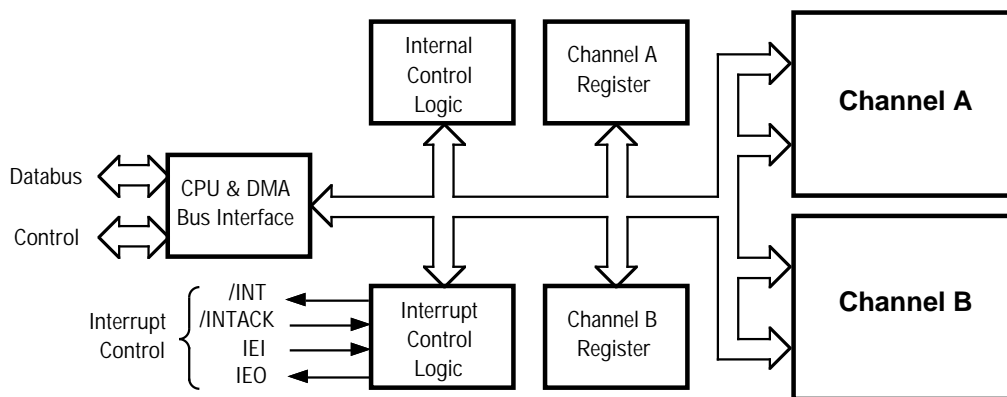 Internal
Control
Logic
Channel A
Register
Channel A
Databus
Control
CPU & DMA
Bus Interface
Interrupt
Control
/INT
/INTACK
IEI
IEO
Interrupt
Control
Logic
Channel B
Register
Channel B